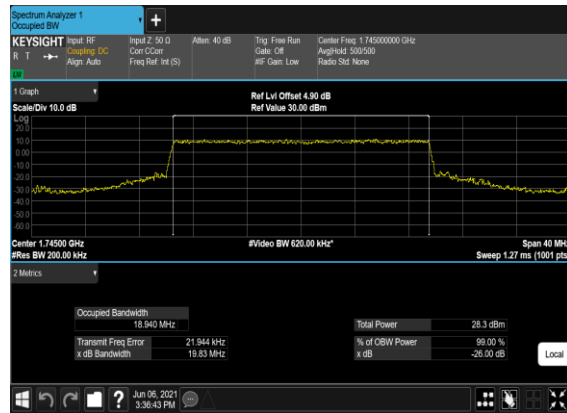 Spectrum Analyzer 1
Occupied BW
KEYSIGHT Input: RF Input Z: 50 Ω Atten: 40 dB Trig: Free Run Center Freq: 1.745000000 GHz
R T Coupling: DC Corr CCorr Gate: Off Avg|Hold: 500/500
Align: Auto Freq Ref: Int (S) #IF Gain: Low Radio Std: None
1 Graph
Scale/Div 10.0 dB
Ref Lvl Offset 4.90 dB
Ref Value 30.00 dBm
Log
20.0
10.0
0.00
-10.0
-20.0
-30.0
-40.0
-50.0
-60.0
Center 1.74500 GHz #Video BW 620.00 kHz* Span 40 MHz
#Res BW 200.00 kHz Sweep 1.27 ms (1001 pts)
2 Metrics
Occupied Bandwidth
18.940 MHz Total Power 28.3 dBm
Transmit Freq Error 21.944 kHz % of OBW Power 99.00 %
x dB Bandwidth 19.83 MHz x dB -26.00 dB
Local
Jun 06, 2021
3:36:43 PM